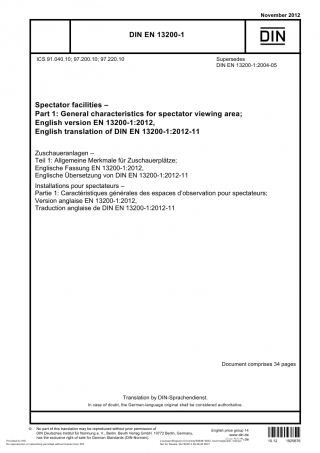 November 2012
DIN EN 13200-1
DIN
ICS 91.040.10; 97.200.10; 97.220.10
Supersedes
DIN EN 13200-1:2004-05
Spectator facilities –
Part 1: General characteristics for spectator viewing area;
English version EN 13200-1:2012,
English translation of DIN EN 13200-1:2012-11
Zuschaueranlagen –
Teil 1: Allgemeine Merkmale für Zuschauerplätze;
Englische Fassung EN 13200-1:2012,
Englische Übersetzung von DIN EN 13200-1:2012-11
Installations pour spectateurs –
Partie 1: Caractéristiques générales des espaces d'observation pour spectateurs;
Version anglaise EN 13200-1:2012,
Traduction anglaise de DIN EN 13200-1:2012-11
Document comprises 34 pages
Translation by DIN-Sprachendienst.
In case of doubt, the German-language original shall be considered authoritative.
© No part of this publication may be reproduced without prior permission of
DIN Deutsches Institut für Normung e. V., Berlin. Beuth Verlag GmbH, 10772 Berlin, Germany,
has the exclusive right of sale for German Standards (DIN-Normen).
English price group 14
www.din.de